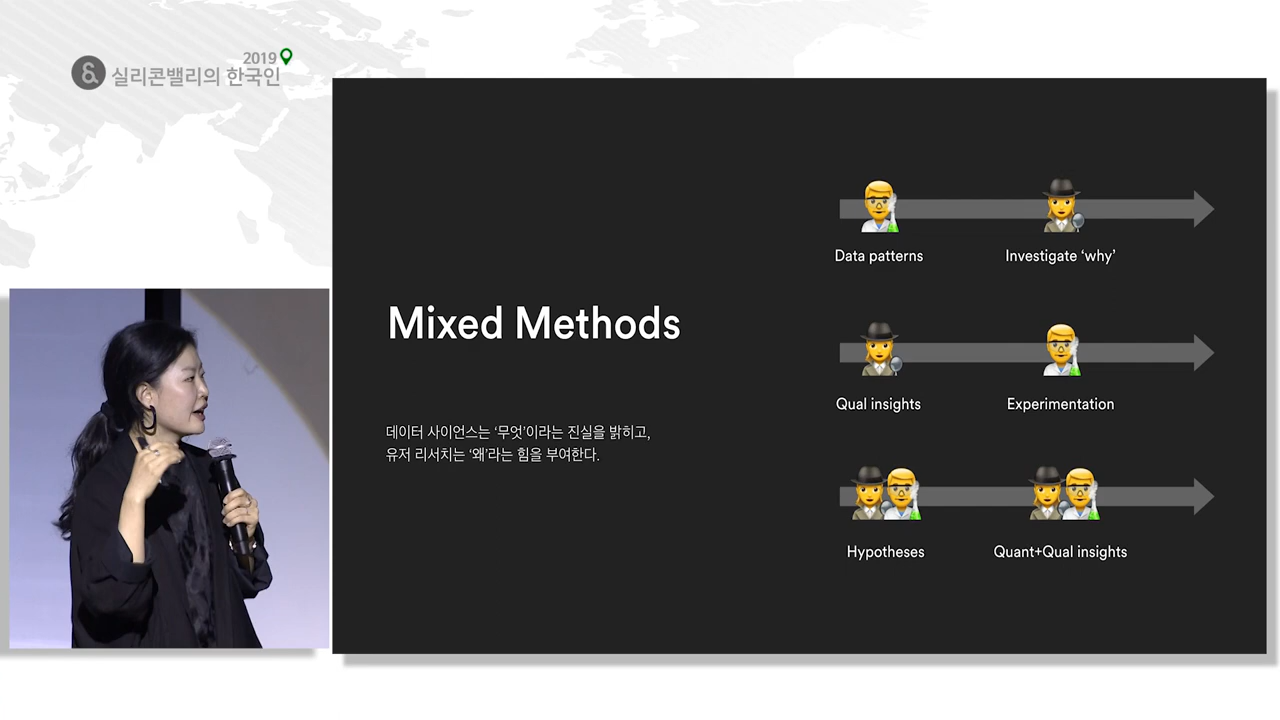 2019
& 실리콘밸리의 한국인
Mixed Methods
데이터 사이언스는 ‘무엇’이라는 진실을 밝히고,
유저 리서치는 ‘왜’라는 힘을 부여한다.
Data patterns
Investigate ‘why’
Qual insights
Experimentation
Hypotheses
Quant+Qual insights